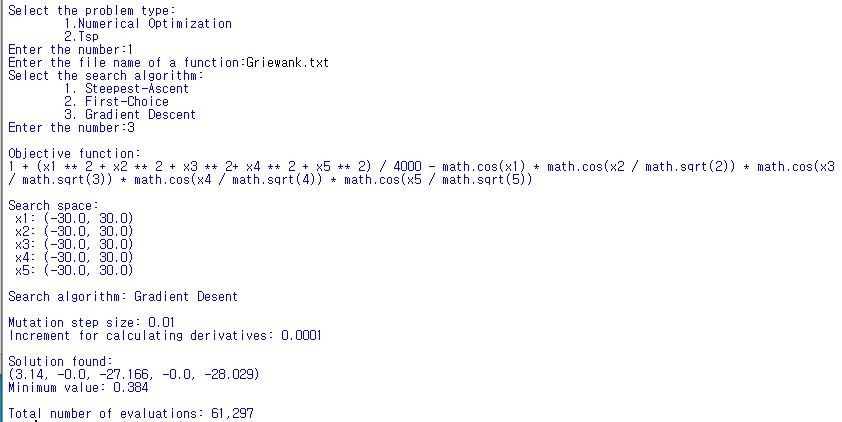 Select the problem type:
1.Numerical Optimization
2.Tsp
Enter the number:1
Enter the file name of a function:Griewank.txt
Select the search algorithm:
1. Steepest-Ascent
2. First-Choice
3. Gradient Descent
Enter the number:3
Objective function:
1 + (x1 ** 2 + x2 ** 2 + x3 ** 2+ x4 ** 2 + x5 ** 2) / 4000 - math.cos(x1) * math.cos(x2 / math.sqrt(2)) * math.cos(x3
/ math.sqrt(3)) * math.cos(x4 / math.sqrt(4)) * math.cos(x5 / math.sqrt(5))
Search space:
x1: (-30.0, 30.0)
x2: (-30.0, 30.0)
x3: (-30.0, 30.0)
x4: (-30.0, 30.0)
x5: (-30.0, 30.0)
Search algorithm: Gradient Desent
Mutation step size: 0.01
Increment for calculating derivatives: 0.0001
Solution found:
(3.14, -0.0, -27.166, -0.0, -28.029)
Minimum value: 0.384
Total number of evaluations: 61,297